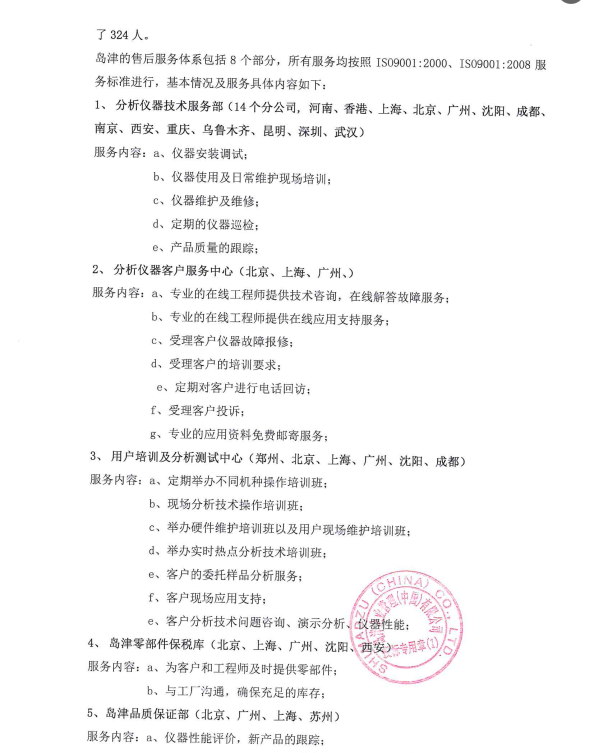 了 324 人。
岛津的售后服务体系包括 8 个部分，所有服务均按照 ISO9001:2000、ISO9001:2008 服
务标准进行，基本情况及服务具体内容如下：
1、 分析仪器技术服务部（14 个分公司, 河南、香港、上海、北京、广州、沈阳、成都、
南京、西安、重庆、乌鲁木齐、昆明、深圳、武汉）
服务内容：a、仪器安装调试；
b、仪器使用及日常维护现场培训；
c、仪器维护及维修；
d、定期的仪器巡检；
e、产品质量的跟踪；
2、 分析仪器客户服务中心（北京、上海、广州、）
服务内容：a、专业的在线工程师提供技术咨询，在线解答故障服务；
b、专业的在线工程师提供在线应用支持服务；
c、受理客户仪器故障报修；
d、受理客户的培训要求；
e、定期对客户进行电话回访；
f、受理客户投诉；
g、专业的应用资料免费邮寄服务；
3、 用户培训及分析测试中心（郑州、北京、上海、广州、沈阳、成都）
服务内容：a、定期举办不同机种操作培训班；
b、现场分析技术操作培训班；
c、举办硬件维护培训班以及用户现场维护培训班；
d、举办实时热点分析技术培训班；
e、客户的委托样品分析服务；
f、客户现场应用支持；
e、客户分析技术问题咨询、演示分析、仪器性能；
4、 岛津零部件保税库（北京、上海、广州、沈阳、西安）
服务内容：a、为客户和工程师及时提供零部件；
b、与工厂沟通，确保充足的库存；
5、岛津品质保证部（北京、广州、上海、苏州）
服务内容：a、仪器性能评价，新产品的跟踪；
SHIMADZU (CHINA) CO., LTD.
专用章(1)